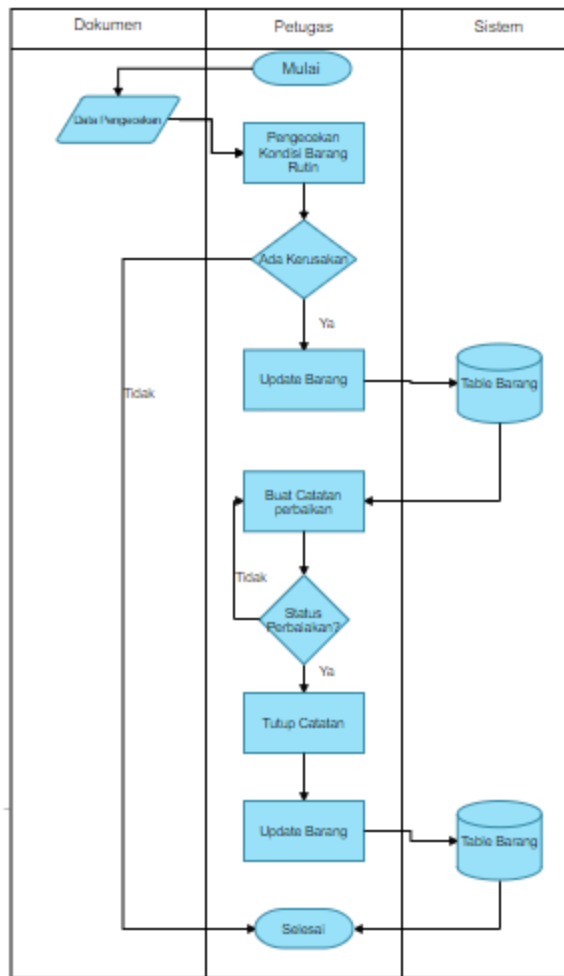 Dokumen
Petugas
Sistem
Mulai
Data Pengecekan
Pengecekan
Kondisi Barang
Rutin
Ada Kerusakan
Ya
Update Barang
Table Barang
Tidak
Buat Catatan
perbaikan
Tidak
Status
Perbaiakan?
Ya
Tutup Catatan
Update Barang
Table Barang
Selesai